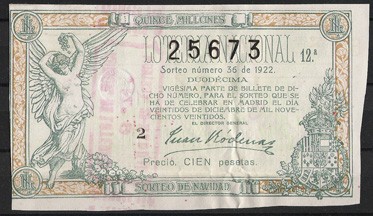 QUINCE MILLONES
LOTERIA NACIONAL
25673
12.ª
Sorteo número 36 de 1922.
DUODÉCIMA
VIGÉSIMA PARTE DE BILLETE DE DI-
CHO NÚMERO, PARA EL SORTEO QUE SE
HA DE CELEBRAR EN MADRID EL DÍA
VEINTIDOS DE DICIEMBRE DE MIL NOVE-
CIENTOS VEINTIDOS.
EL DIRECTOR GENERAL
2
Precio, CIEN pesetas.
SORTEO DE NAVIDAD